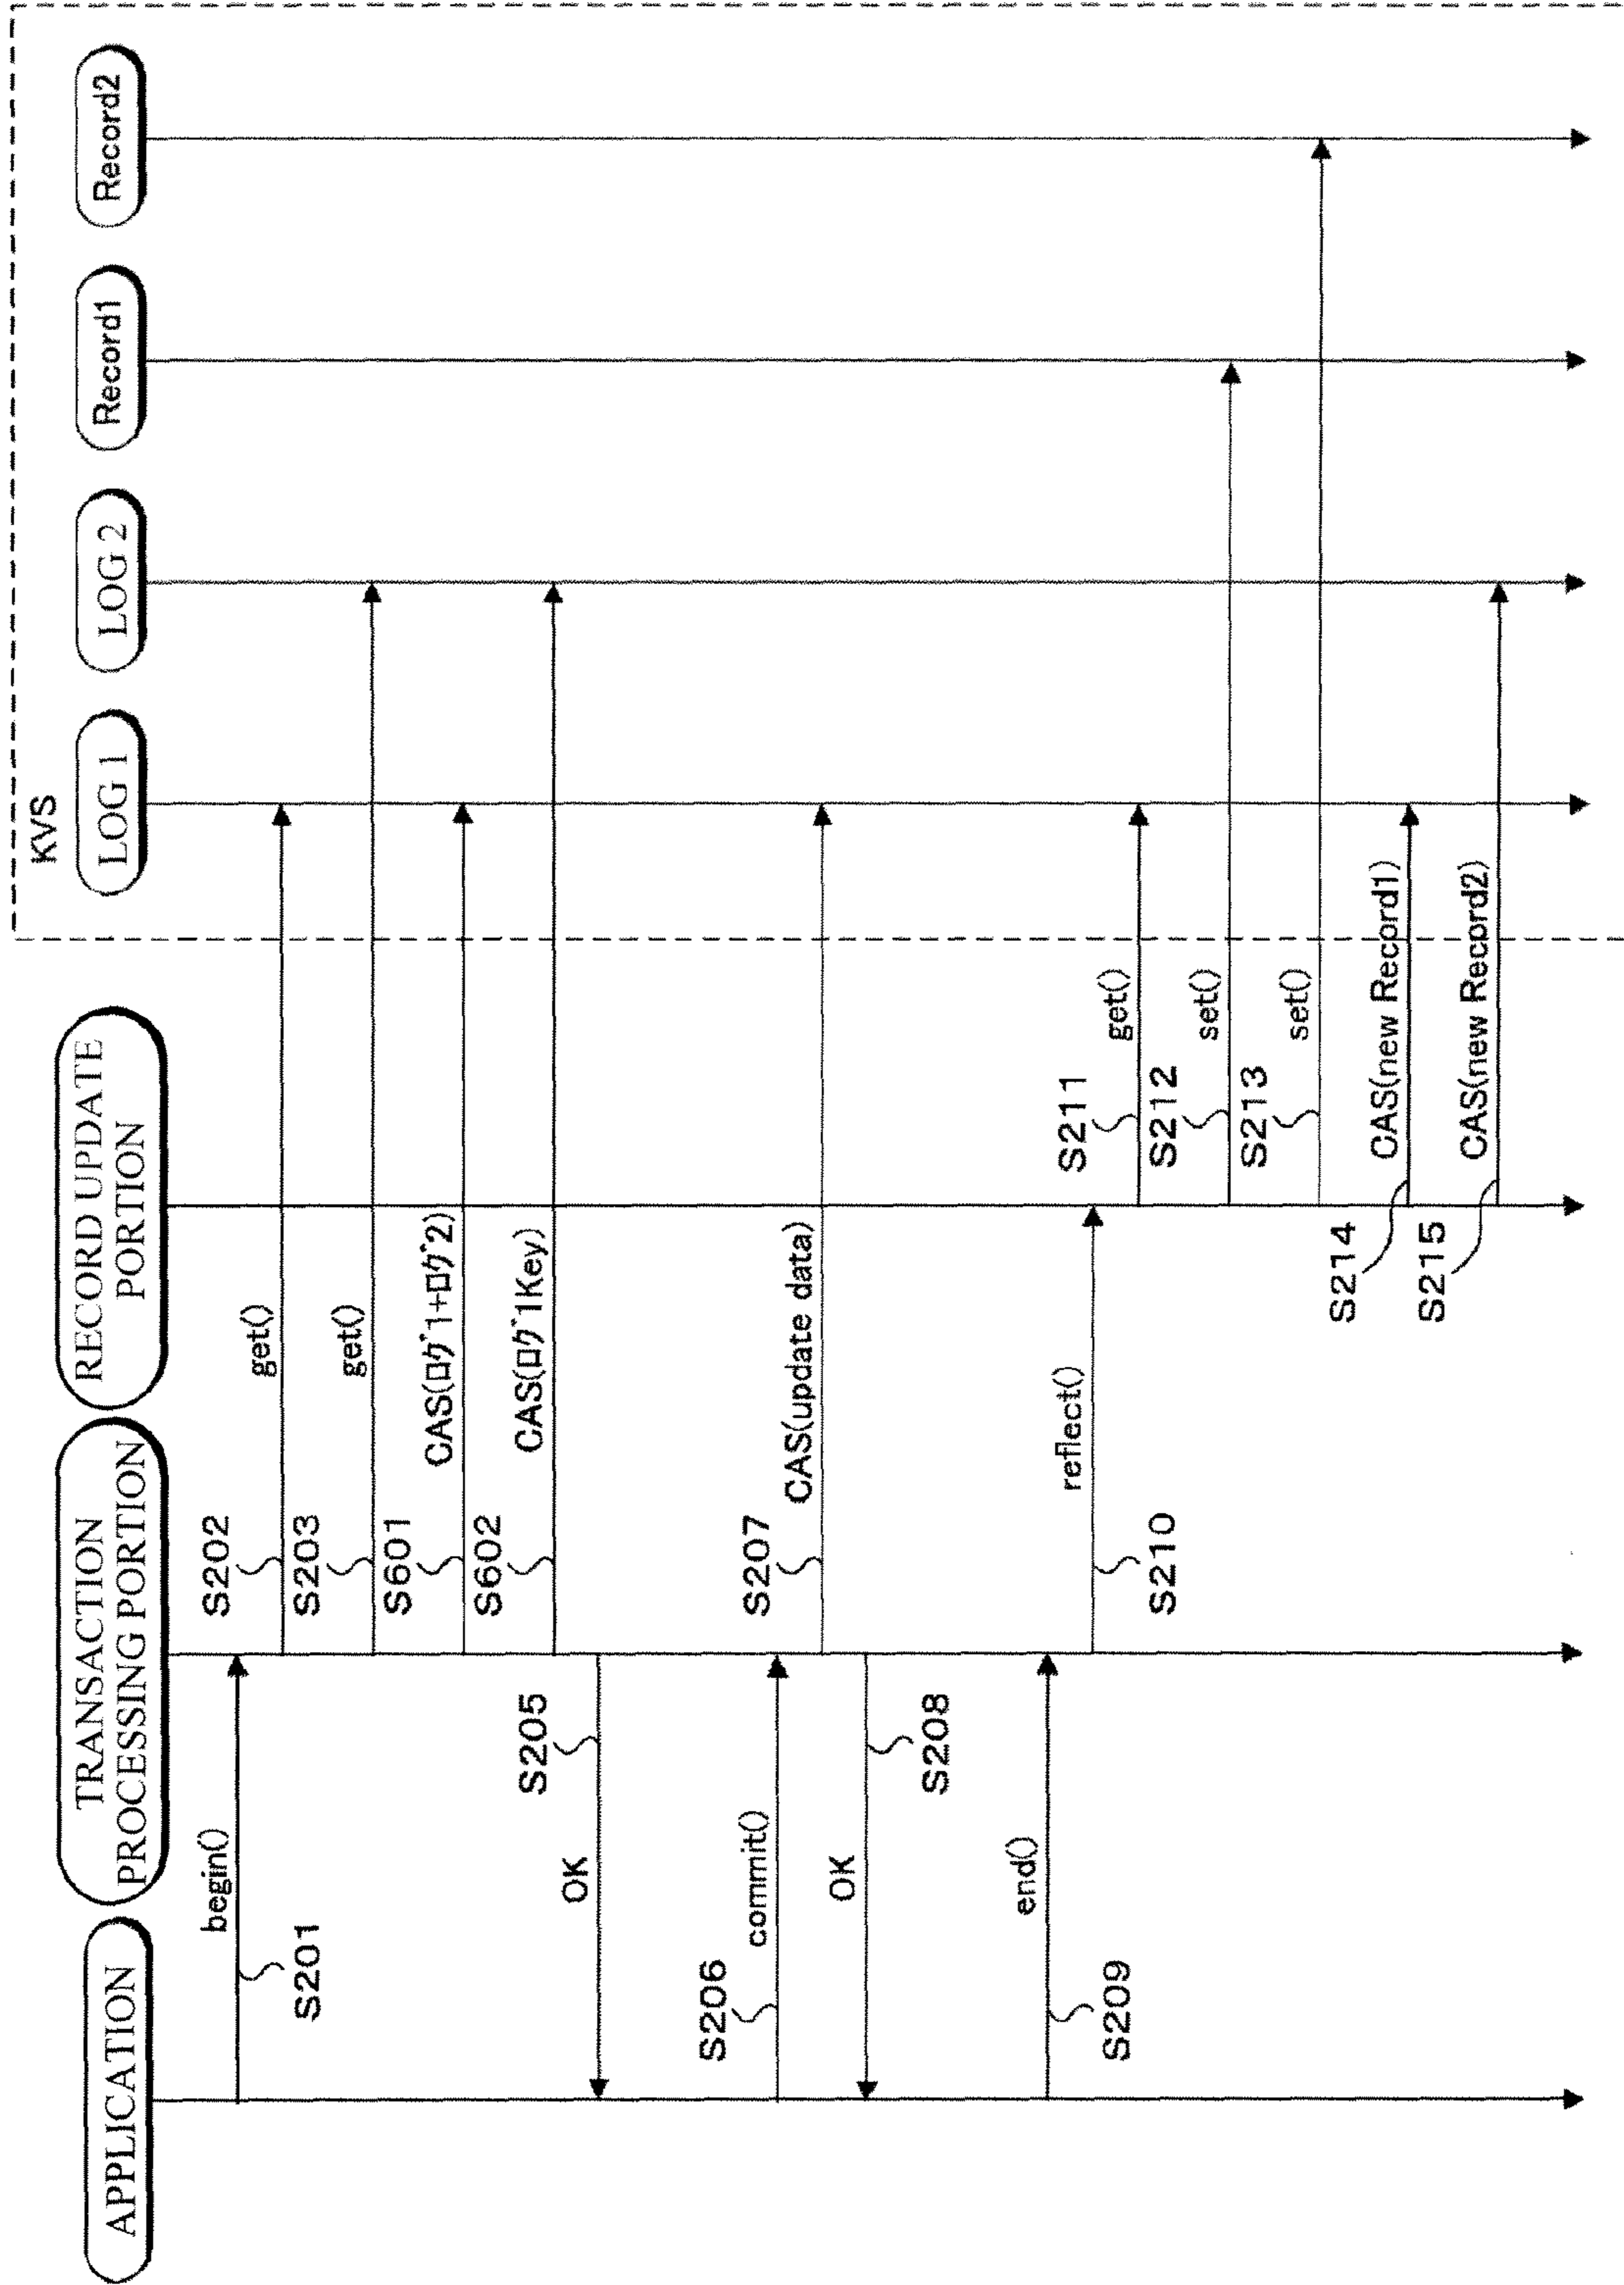 KVS
APPLICATION
TRANSACTION
PROCESSING PORTION
RECORD UPDATE
PORTION
LOG 1
LOG 2
Record1
Record2
begin()
S201
S202
get()
S203
get()
S601
CAS(ログ1+ログ2)
S602
CAS(ログ1Key)
S205
OK
S206
commit()
S207
CAS(update data)
OK
S208
end()
S209
reflect()
S210
S211
get()
S212
set()
S213
set()
S214
CAS(new Record1)
S215
CAS(new Record2)